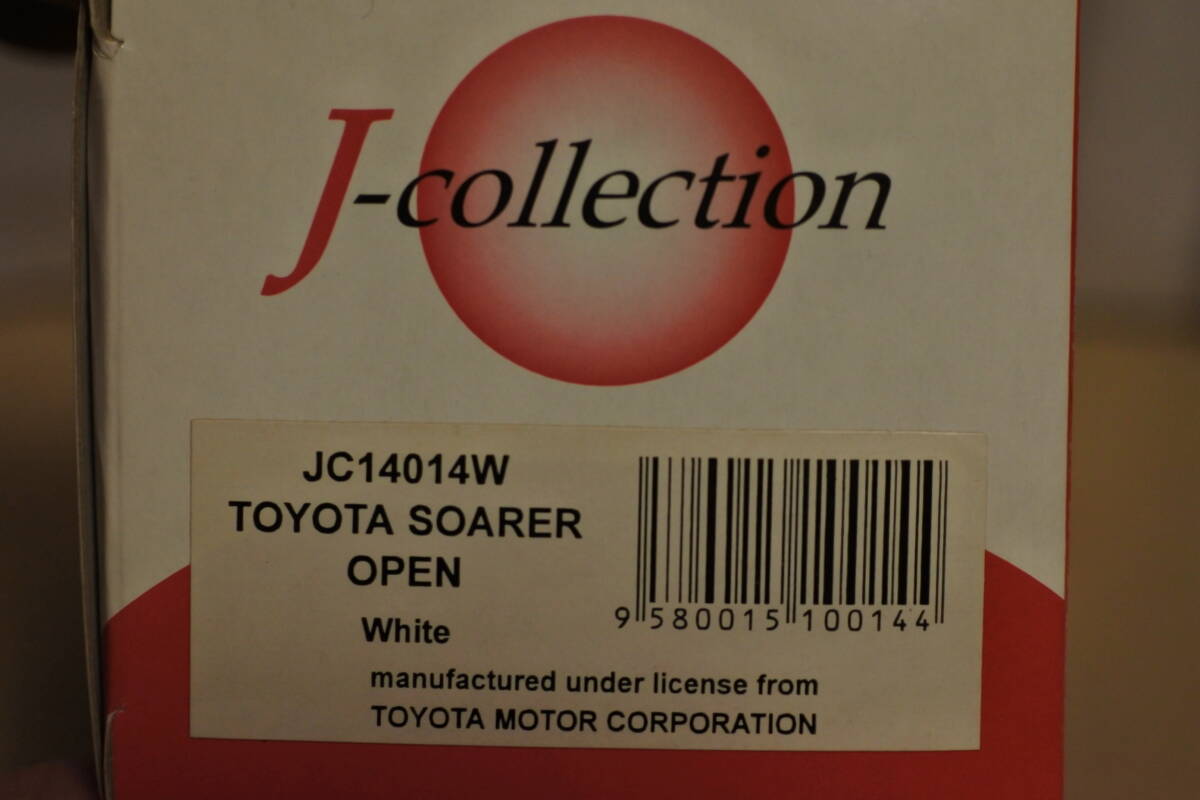 J-collection
JC14014W
TOYOTA SOARER
OPEN
White
9 580015 100144
manufactured under license from
TOYOTA MOTOR CORPORATION